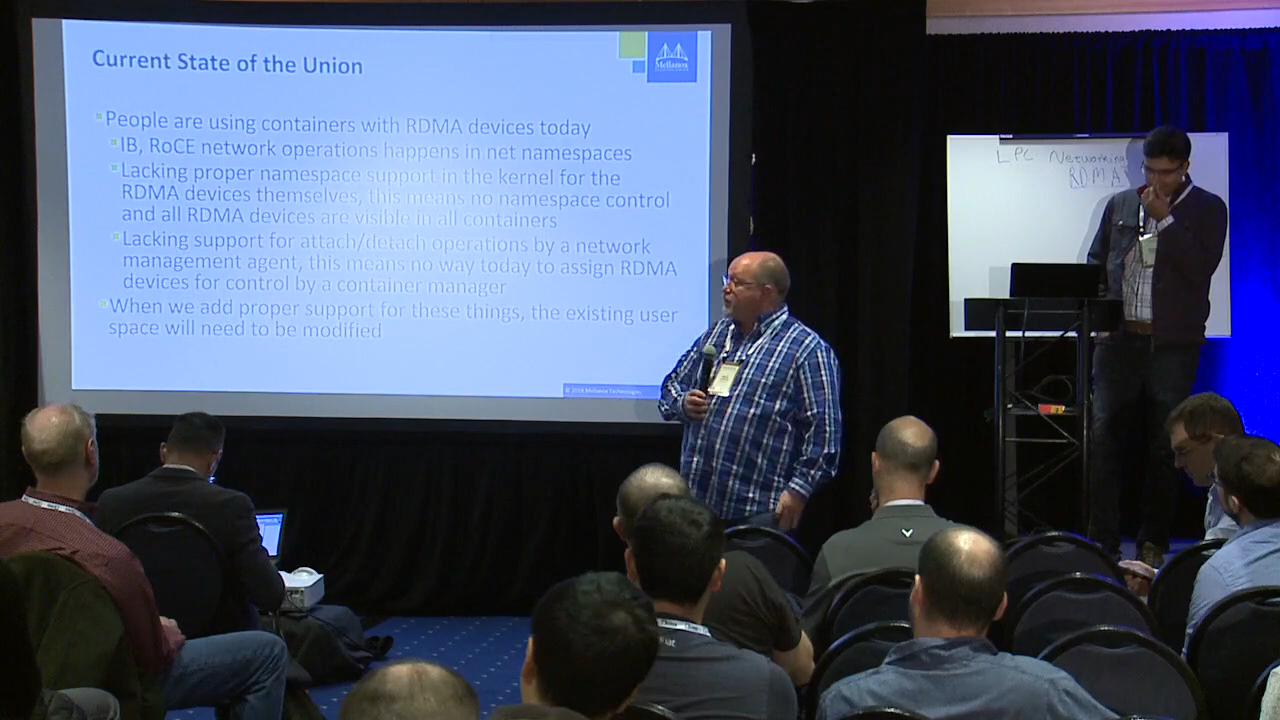 Current State of the Union
Mellanox
People are using containers with RDMA devices today
IB, RoCE network operations happens in net namespaces
Lacking proper namespace support in the kernel for the
RDMA devices themselves, this means no namespace control
and all RDMA devices are visible in all containers
Lacking support for attach/detach operations by a network
management agent, this means no way today to assign RDMA
devices for control by a container manager
When we add proper support for these things, the existing user
space will need to be modified
© 2018 Mellanox Technologies
LPC Networking
RDMA